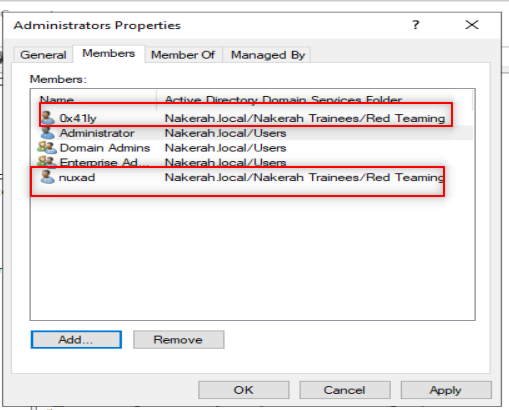 Administrators Properties ? ×
General Members Member Of Managed By
Members:
Name Active Directory Domain Services Folder
0x41ly Nakerah.local/Nakerah Trainees/Red Teaming
Administrator Nakerah.local/Users
Domain Admins Nakerah.local/Users
Enterprise Ad... Nakerah.local/Users
nuxad Nakerah.local/Nakerah Trainees/Red Teaming
Add... Remove
OK Cancel Apply